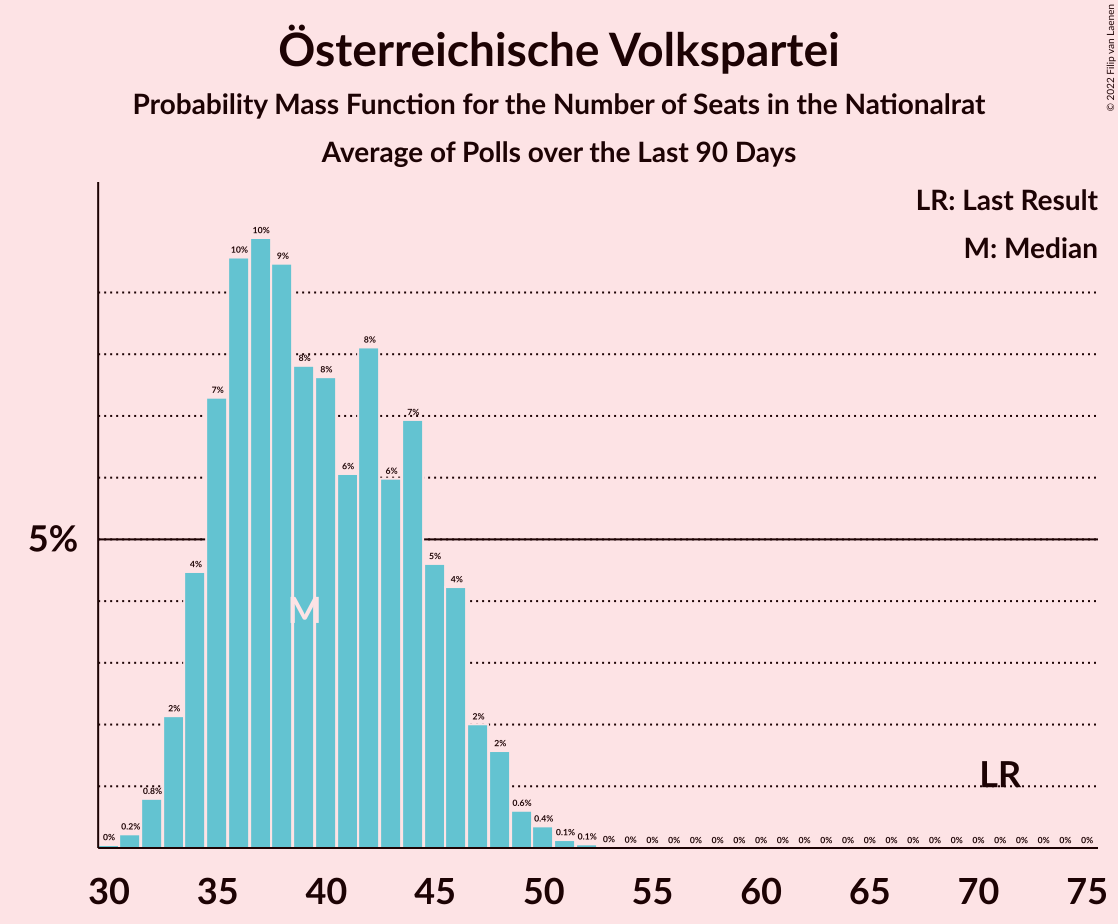 Österreichische Volkspartei
Probability Mass Function for the Number of Seats in the Nationalrat
Average of Polls over the Last 90 Days
© 2022 Filip van Laenen
LR: Last Result
M: Median
5%
0% 0.2% 0.8% 2% 4% 7% 10% 10% 9% 8% 8% 6% 8% 6% 7% 5% 4% 2% 2% 0.6% 0.4% 0.1% 0.1% 0% 0% 0% 0% 0% 0% 0% 0% 0% 0% 0% 0% 0% 0% 0% 0% 0% 0% 0% 0% 0% 0% 0%
M
LR
30 35 40 45 50 55 60 65 70 75